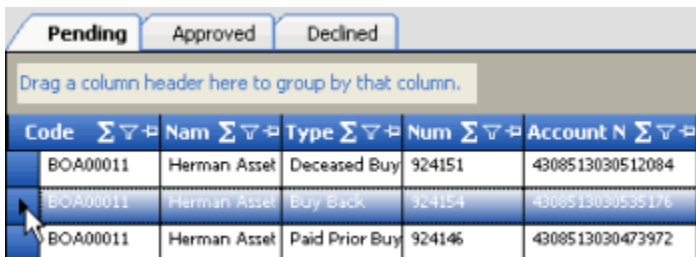 Pending Approved Declined
Drag a column header here to group by that column.
Code Σ Nam Σ Type Σ Num Σ Account N Σ
BOA00011 Herman Asset Deceased Buy 924151 4308513030512084
BOA00011 Herman Asset Buy Back 924154 4308513030535176
BOA00011 Herman Asset Paid Prior Buy 924146 4308513030473972